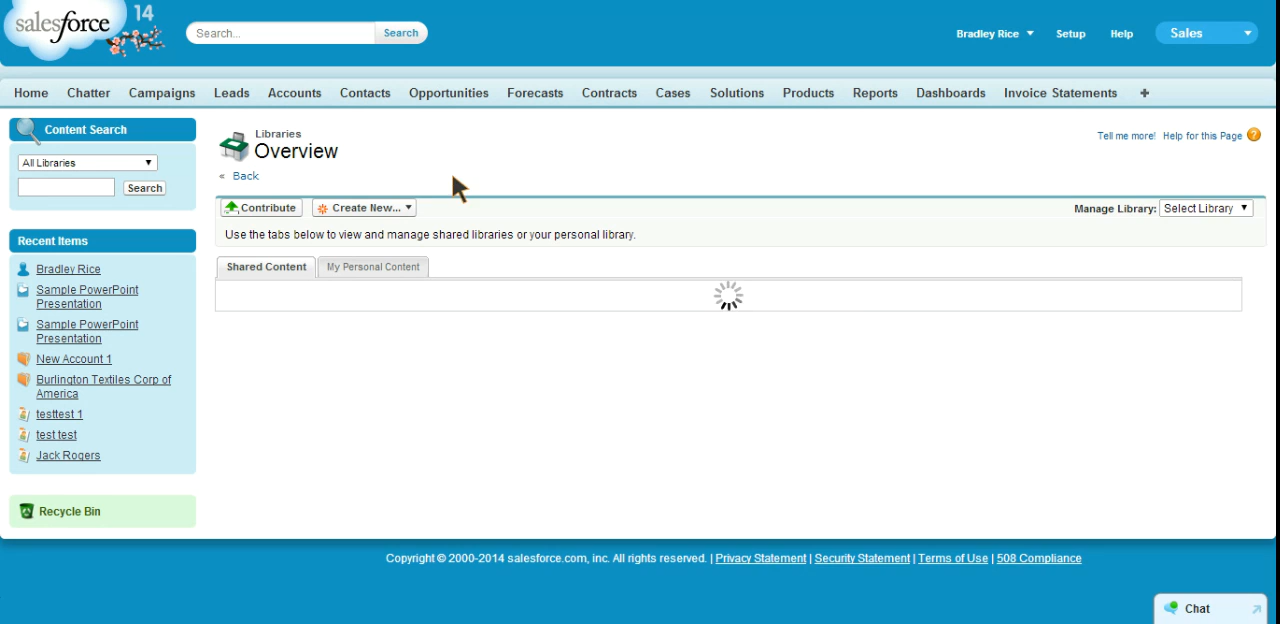 salesforce
14
Search...
Search
Bradley Rice
Setup
Help
Sales
Home
Chatter
Campaigns
Leads
Accounts
Contacts
Opportunities
Forecasts
Contracts
Cases
Solutions
Products
Reports
Dashboards
Invoice Statements
+
Content Search
All Libraries
Search
Recent Items
Bradley Rice
Sample PowerPoint
Presentation
Sample PowerPoint
Presentation
New Account 1
Burlington Textiles Corp of
America
testtest 1
test test
Jack Rogers
Recycle Bin
Libraries
Overview
« Back
Tell me more!
Help for this Page
?
Contribute
Create New...
Manage Library:
Select Library
Use the tabs below to view and manage shared libraries or your personal library.
Shared Content
My Personal Content
Copyright © 2000-2014 salesforce.com, inc. All rights reserved. | Privacy Statement | Security Statement | Terms of Use | 508 Compliance
Chat